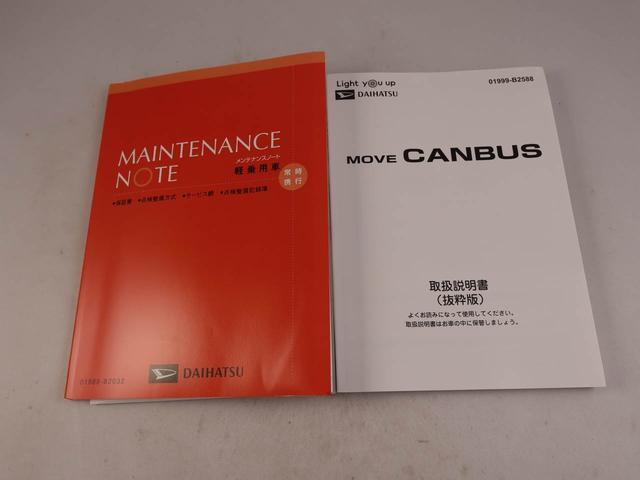 MAINTENANCE
NOTE
メンテナンスノート
軽乗用車
常時
携行
●保証書 ●点検整備方式 ●サービス網 ●点検整備記録簿
DAIHATSU
01999-B2032
Light you up
DAIHATSU
01999-B2588
MOVE CANBUS
取扱説明書
（抜粋版）
よくお読みになって使用してください。
取扱説明書はお車の中に保管しましょう。